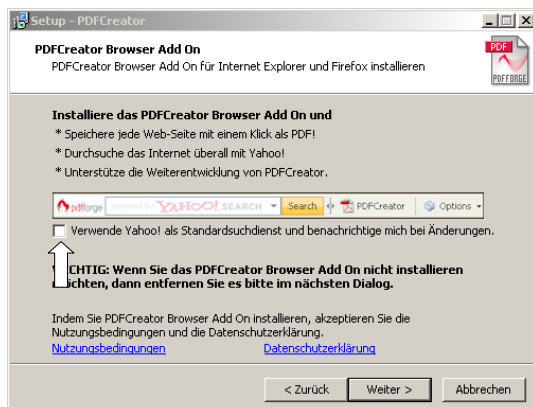 Setup - PDFCreator
PDFCreator Browser Add On
PDFCreator Browser Add On für Internet Explorer und Firefox installieren
PDF
PDFFORGE
Installiere das PDFCreator Browser Add On und
* Speichere jede Web-Seite mit einem Klick als PDF!
* Durchsuche das Internet überall mit Yahoo!
* Unterstütze die Weiterentwicklung von PDFCreator.
pdfforge powered by YAHOO! SEARCH Search PDFCreator Options
Verwende Yahoo! als Standardsuchdienst und benachrichtige mich bei Änderungen.
CHTIG: Wenn Sie das PDFCreator Browser Add On nicht installieren
chten, dann entfernen Sie es bitte im nächsten Dialog.
Indem Sie PDFCreator Browser Add On installieren, akzeptieren Sie die
Nutzungsbedingungen und die Datenschutzerklärung.
Nutzungsbedingungen Datenschutzerklärung
< Zurück Weiter > Abbrechen